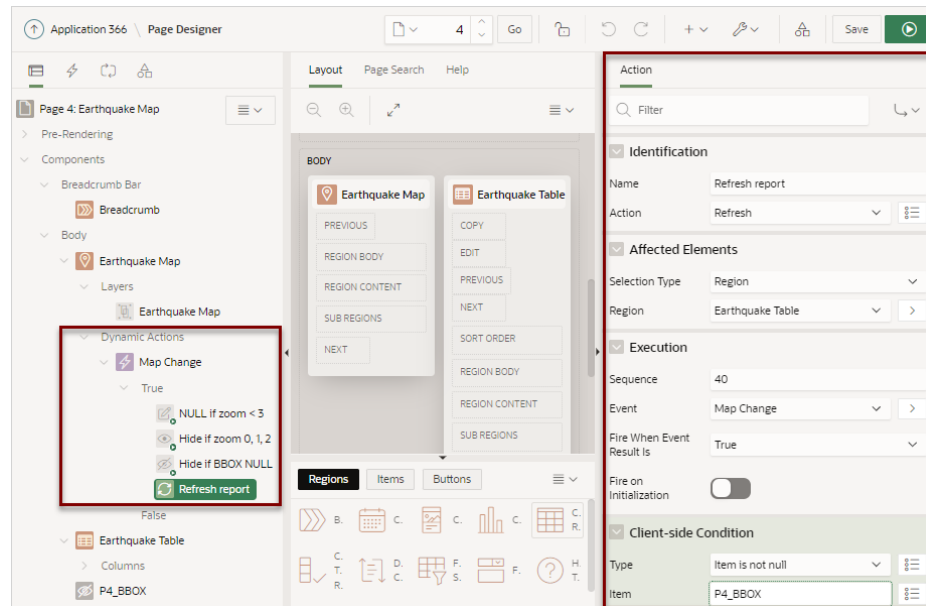 Application 366 \ Page Designer
4
Go
Save
Page 4: Earthquake Map
Pre-Rendering
Components
Breadcrumb Bar
Breadcrumb
Body
Earthquake Map
Layers
Earthquake Map
Dynamic Actions
Map Change
True
NULL if zoom < 3
Hide if zoom 0, 1, 2
Hide if BBOX NULL
Refresh report
False
Earthquake Table
Columns
P4_BBOX
Layout Page Search Help
BODY
Earthquake Map
PREVIOUS
REGION BODY
REGION CONTENT
SUB REGIONS
NEXT
Earthquake Table
COPY
EDIT
PREVIOUS
NEXT
SORT ORDER
REGION BODY
REGION CONTENT
SUB REGIONS
Regions Items Buttons
B.
C.
C.
C.
C.
R.
C.
T.
R.
D.
C.
F.
S.
F.
H.
T.
Action
Filter
Identification
Name Refresh report
Action Refresh
Affected Elements
Selection Type Region
Region Earthquake Table
Execution
Sequence 40
Event Map Change
Fire When Event
Result Is True
Fire on
Initialization
Client-side Condition
Type Item is not null
Item P4_BBOX